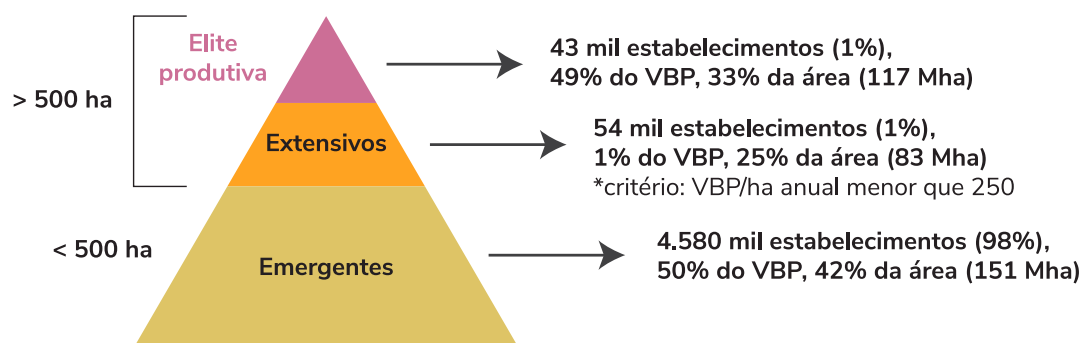 Elite
produtiva
43 mil estabelecimentos (1%),
49% do VBP, 33% da área (117 Mha)
> 500 ha
Extensivos
54 mil estabelecimentos (1%),
1% do VBP, 25% da área (83 Mha)
*critério: VBP/ha anual menor que 250
< 500 ha
Emergentes
4.580 mil estabelecimentos (98%),
50% do VBP, 42% da área (151 Mha)